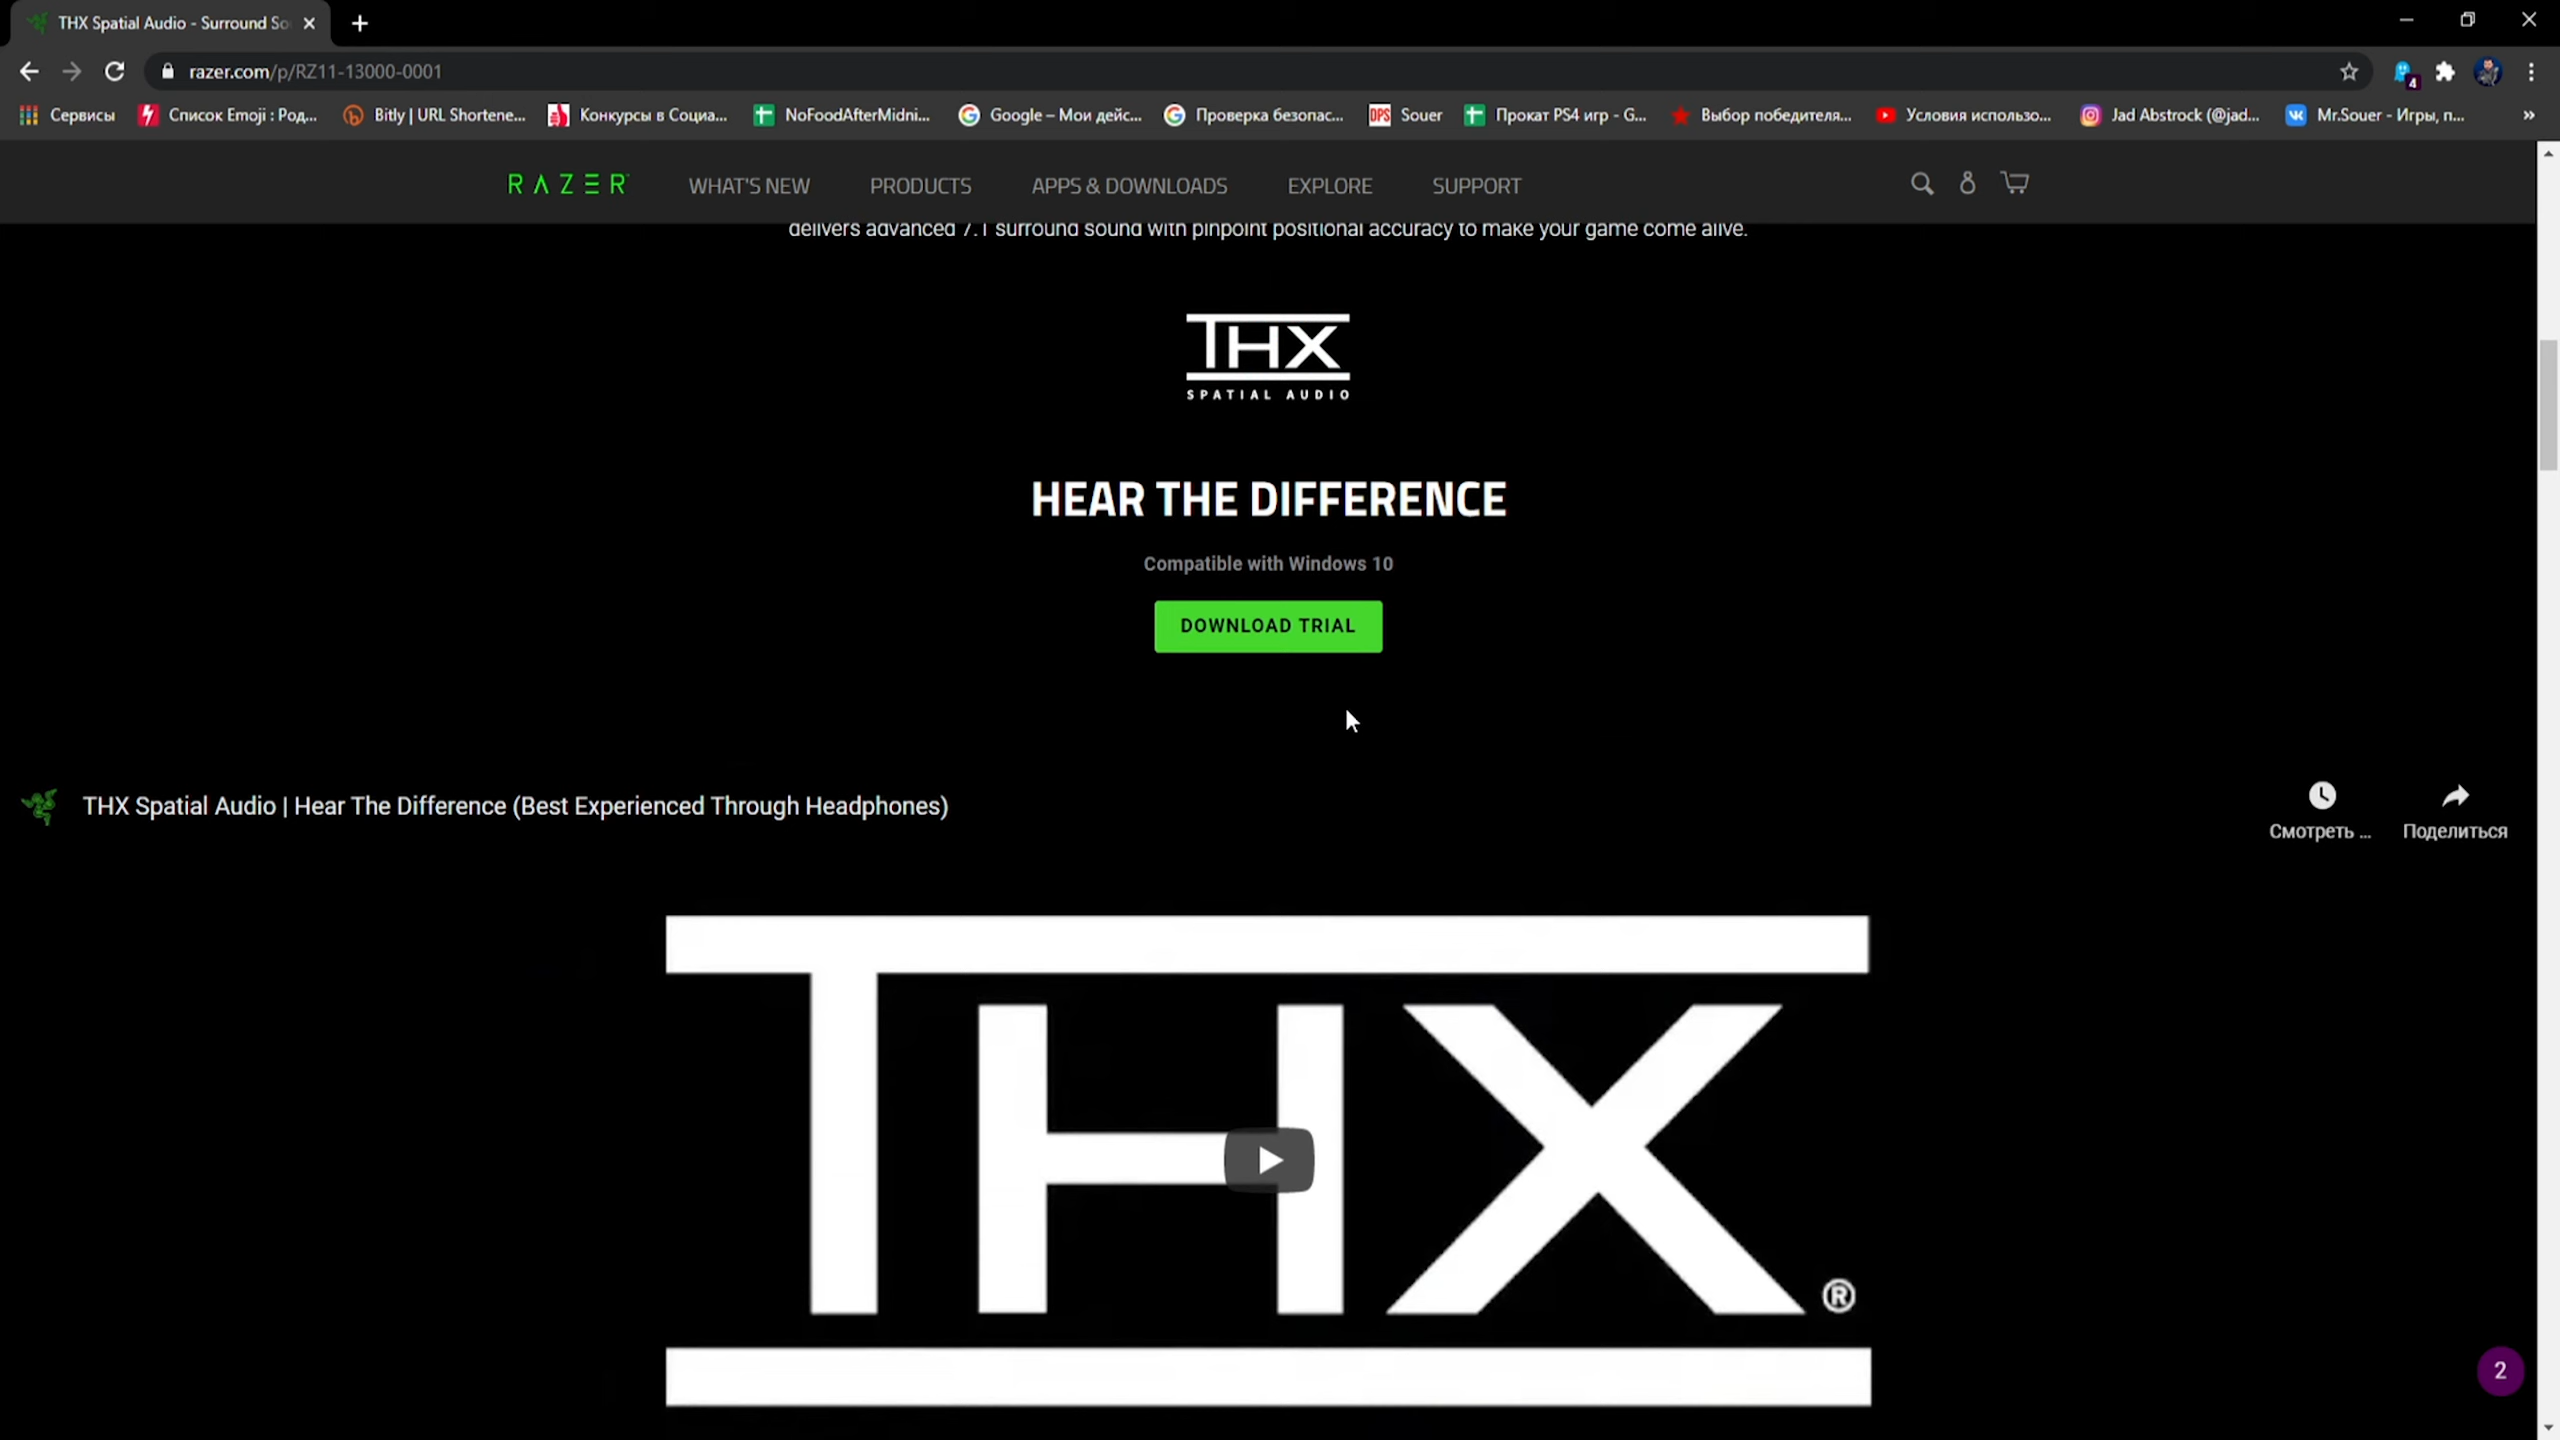 THX Spatial Audio - Surround So
razer.com/p/RZ11-13000-0001
4
Сервисы
Список Emoji : Род...
Bitly | URL Shortene...
Конкурсы в Социа...
NoFoodAfterMidni...
Google – Мои дейс...
Проверка безопас...
DPS
Souer
Прокат PS4 игр - G...
Выбор победителя...
Условия использо...
Jad Abstrock (@jad...
Mr.Souer - Игры, п...
RAZER
WHAT'S NEW
PRODUCTS
APPS & DOWNLOADS
EXPLORE
SUPPORT
delivers advanced 7.1 surround sound with pinpoint positional accuracy to make your game come alive.
THX
SPATIAL AUDIO
HEAR THE DIFFERENCE
Compatible with Windows 10
DOWNLOAD TRIAL
THX Spatial Audio | Hear The Difference (Best Experienced Through Headphones)
Смотреть ...
Поделиться
THX®
2